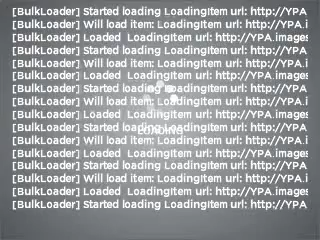 [BulkLoader] Started loading LoadingItem url: http://YPA
[BulkLoader] Will load item: LoadingItem url: http://YPA.i
[BulkLoader] Loaded  LoadingItem url: http://YPA.images
[BulkLoader] Started loading LoadingItem url: http://YPA
[BulkLoader] Will load item: LoadingItem url: http://YPA.i
[BulkLoader] Loaded  LoadingItem url: http://YPA.images
[BulkLoader] Started loading LoadingItem url: http://YPA
[BulkLoader] Will load item: LoadingItem url: http://YPA.i
[BulkLoader] Loaded  LoadingItem url: http://YPA.images
[BulkLoader] Started loading LoadingItem url: http://YPA
LOADING
[BulkLoader] Will load item: LoadingItem url: http://YPA.i
[BulkLoader] Loaded  LoadingItem url: http://YPA.images
[BulkLoader] Started loading LoadingItem url: http://YPA
[BulkLoader] Will load item: LoadingItem url: http://YPA.i
[BulkLoader] Loaded  LoadingItem url: http://YPA.images
[BulkLoader] Started loading LoadingItem url: http://YPA